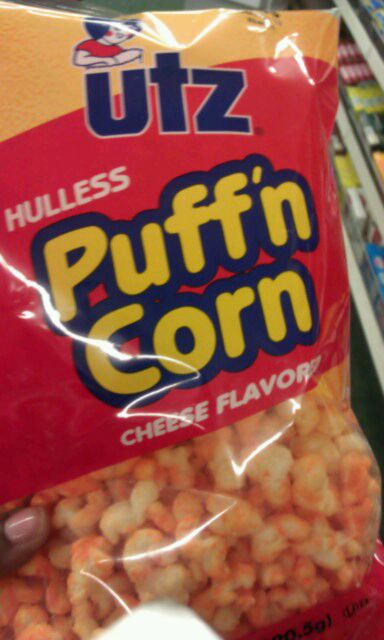 utz
HULLESS
Puff'n
Corn
CHEESE FLAVORED